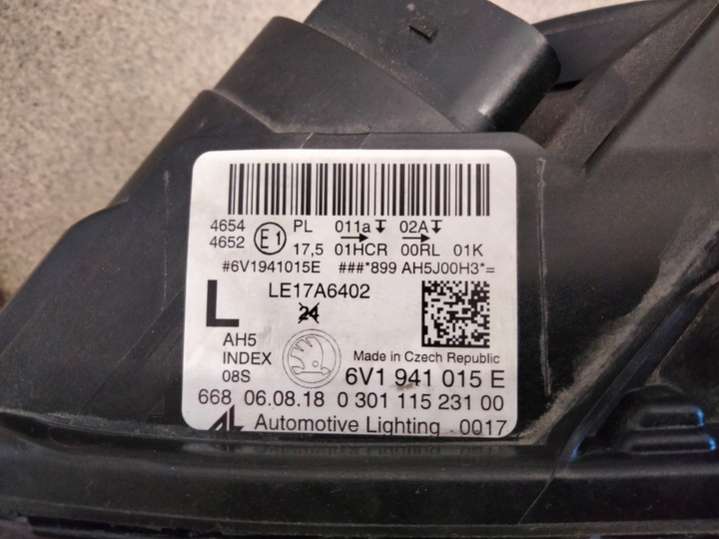 4654 E1 PL 011a 02A
4652 17,5 01HCR 00RL 01K
#6V1941015E ###*899 AH5J00H3*=
L LE17A6402
24
AH5
INDEX Made in Czech Republic
08S 6V1 941 015 E
668 06.08.18 0 301 115 231 00
AL Automotive Lighting 0017